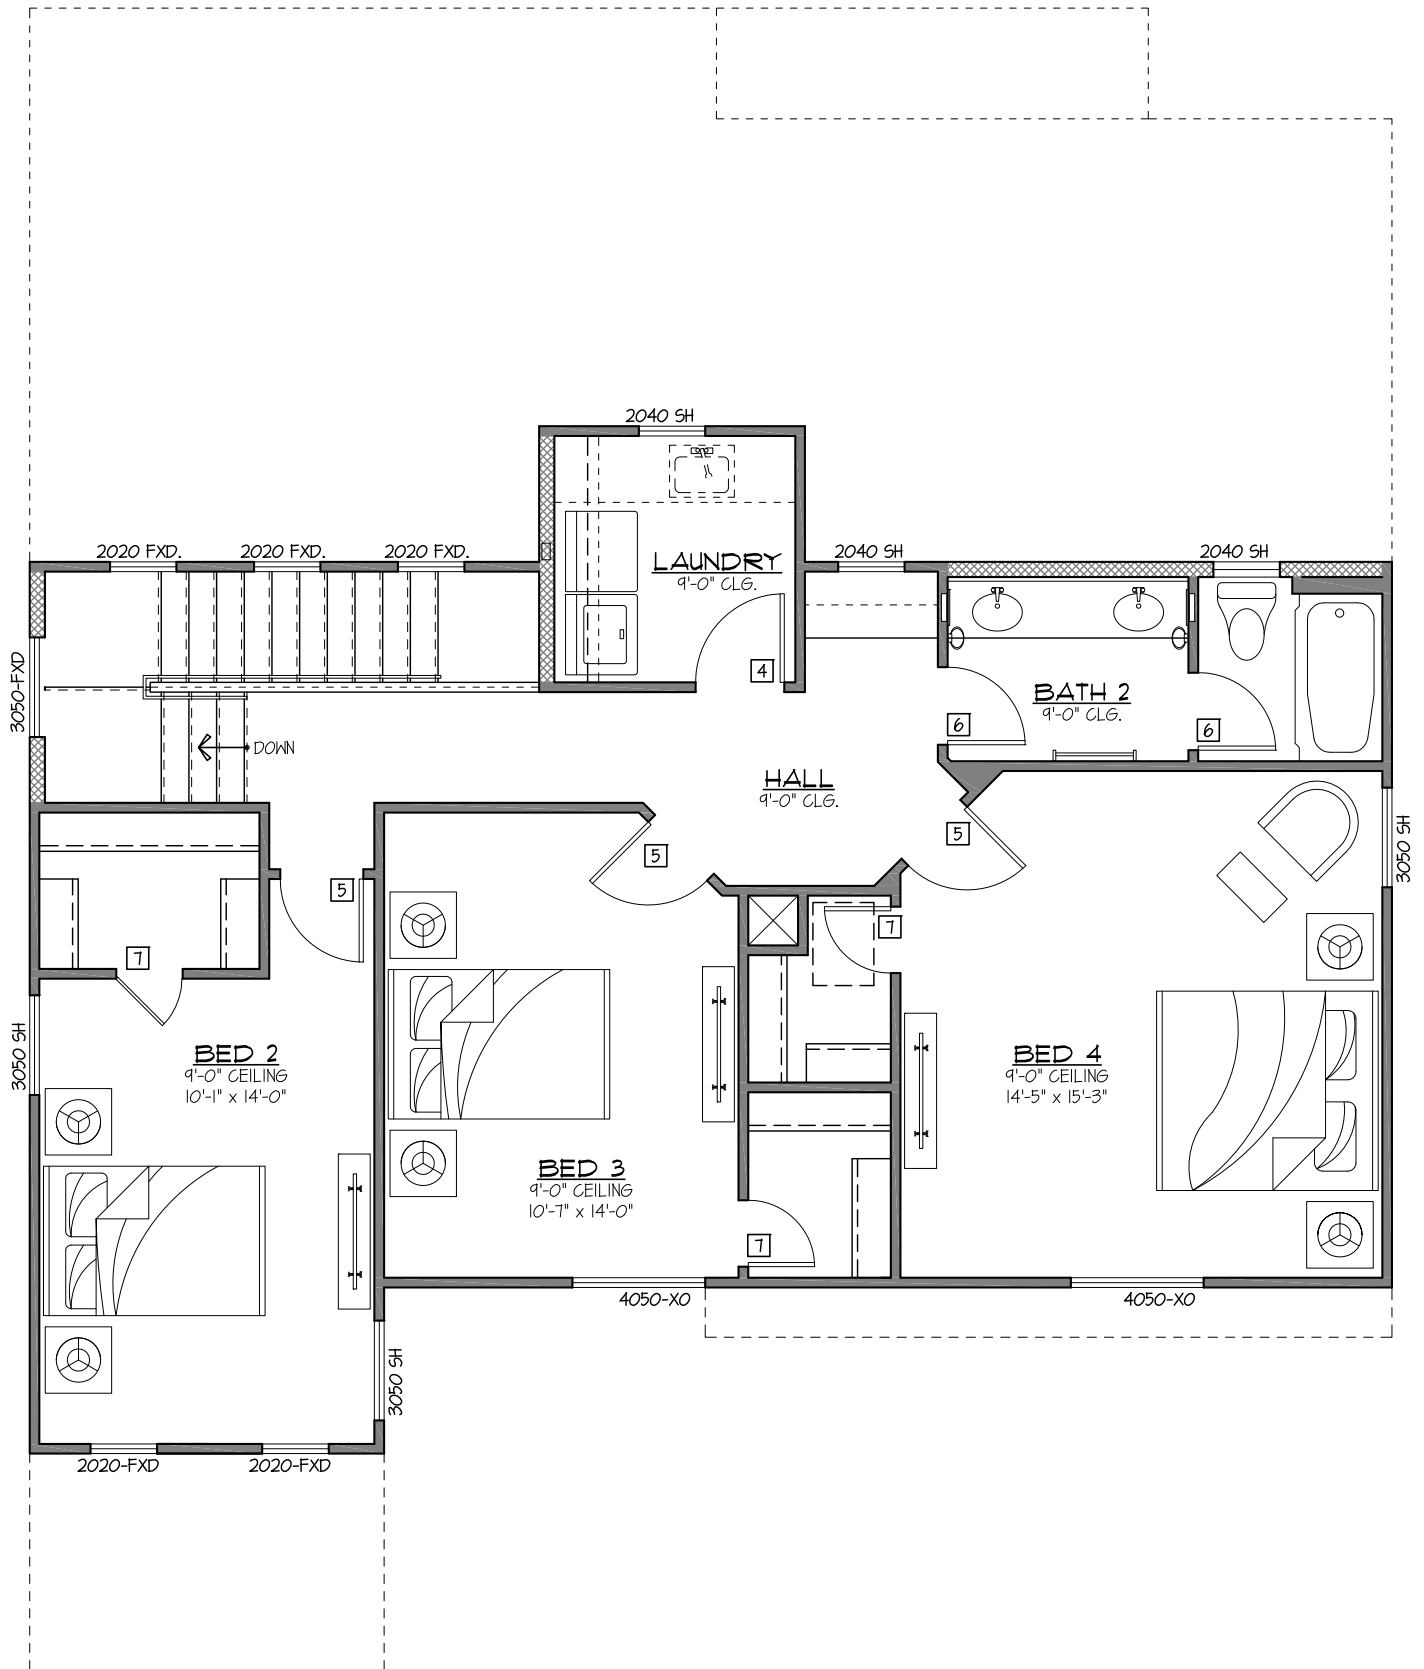 2040 SH
2020 FXD.
2020 FXD.
2020 FXD.
LAUNDRY
9'-0" CLG.
2040 SH
2040 SH
3050-FXD
4
BATH 2
9'-0" CLG.
6
6
DOWN
HALL
9'-0" CLG.
5
5
3050 SH
5
7
7
3050 SH
BED 2
9'-0" CEILING
10'-1" x 14'-0"
BED 4
9'-0" CEILING
14'-5" x 15'-3"
BED 3
9'-0" CEILING
10'-7" x 14'-0"
7
4050-XO
4050-XO
3050 SH
2020-FXD
2020-FXD